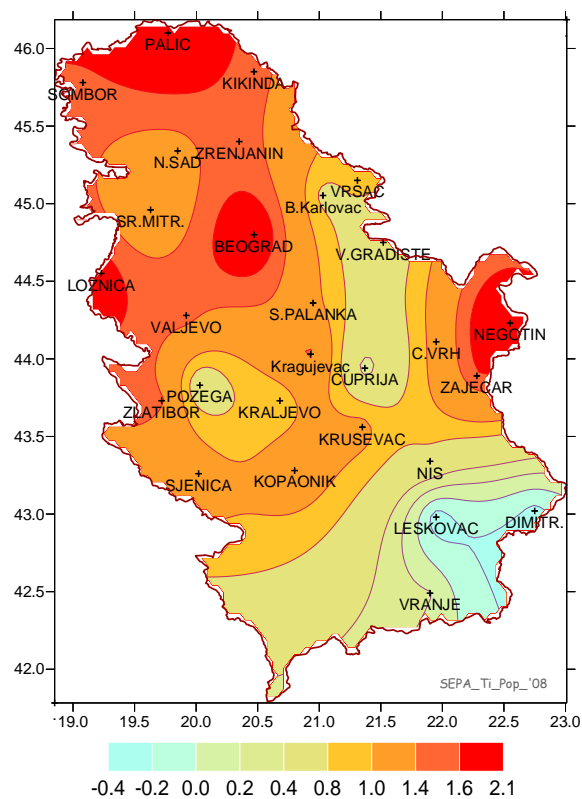 46.0
PALIC
KIKINDA
SOMBOR
45.5
ZRENJANIN
N.SAD
VRSAC
45.0
B.Karlovac
SR.MITR.
BEOGRAD
V.GRADISTE
44.5
LOZNICA
S.PALANKA
VALJEVO
NEGOTIN
44.0
C.VRH
Kragujevac
CUPRIJA
ZAJECAR
POZEGA
ZLATIBOR
KRALJEVO
43.5
KRUSEVAC
NIS
SJENICA
KOPAONIK
43.0
DIMITR.
LESKOVAC
42.5
VRANJE
42.0
SEPA_Ti_Pop_'08
19.0 19.5 20.0 20.5 21.0 21.5 22.0 22.5 23.0
-0.4 -0.2 0.0 0.2 0.4 0.8 1.0 1.4 1.6 2.1